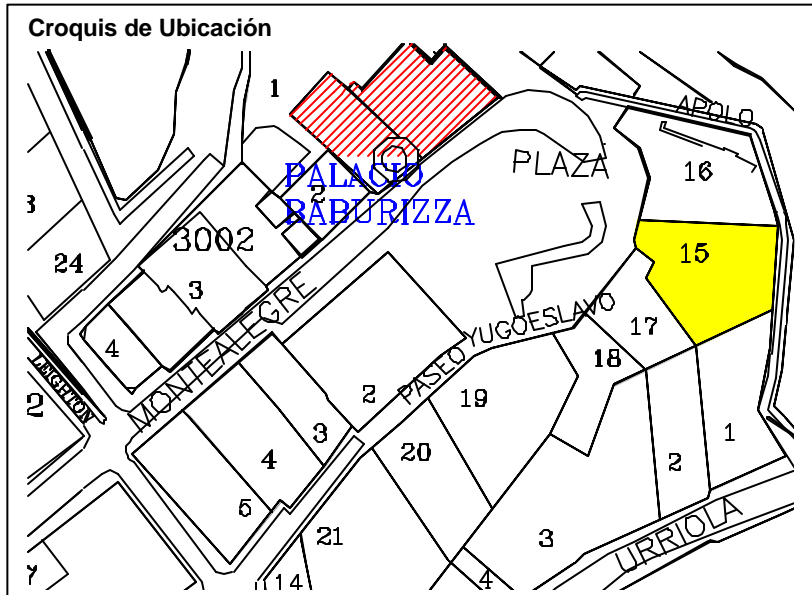 Croquis de Ubicación
1
APOLO
PLAZA
16
PALACIO
2
BABURIZZA
3002
15
24
3
3
MONTEALEGRE
PASEO YUGOESLAVO
17
4
18
LEIGHTON
2
2
19
3
1
4
20
2
5
21
3
URRIOLA
7
14
4